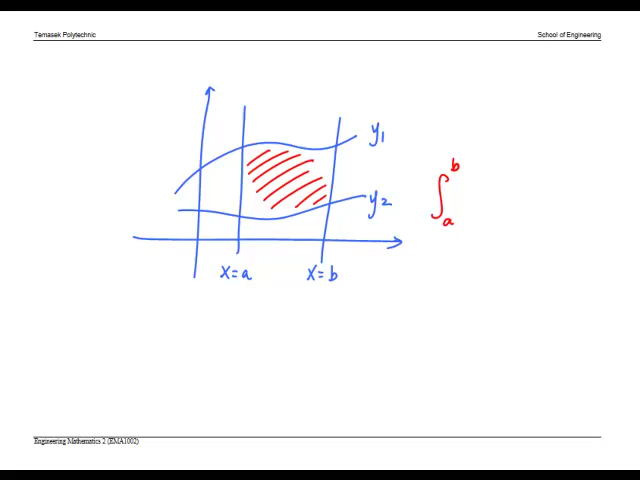 Temasek Polytechnic School of Engineering
y1
b
∫
y2
a
x=a x=b
Engineering Mathematics 2 (EMA1002)